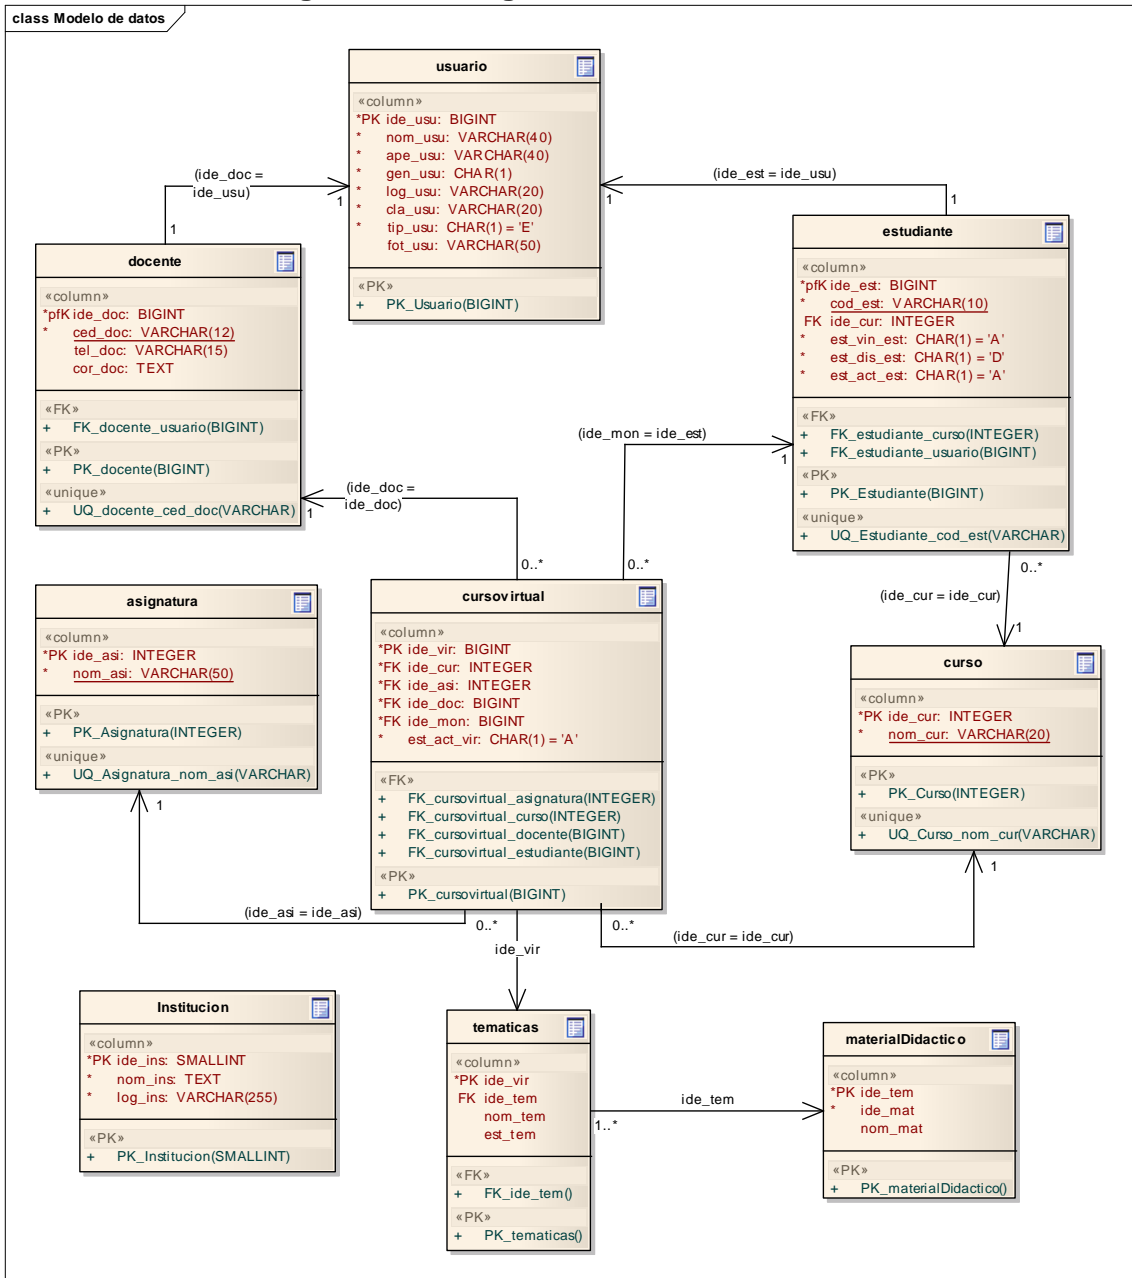 class Modelo de datos
usuario
«column»
*PK ide_usu: BIGINT
* nom_usu: VARCHAR(40)
* ape_usu: VARCHAR(40)
* gen_usu: CHAR(1)
* log_usu: VARCHAR(20)
* cla_usu: VARCHAR(20)
* tip_usu: CHAR(1) = 'E'
fot_usu: VARCHAR(50)
«PK»
+ PK_Usuario(BIGINT)
(ide_doc =
ide_usu)
1
1
(ide_est = ide_usu)
1
1
docente
«column»
*pfK ide_doc: BIGINT
* ced_doc: VARCHAR(12)
tel_doc: VARCHAR(15)
cor_doc: TEXT
«FK»
+ FK_docente_usuario(BIGINT)
«PK»
+ PK_docente(BIGINT)
«unique»
+ UQ_docente_ced_doc(VARCHAR)
estudiante
«column»
*pfK ide_est: BIGINT
* cod_est: VARCHAR(10)
FK ide_cur: INTEGER
* est_vin_est: CHAR(1) = 'A'
* est_dis_est: CHAR(1) = 'D'
* est_act_est: CHAR(1) = 'A'
«FK»
+ FK_estudiante_curso(INTEGER)
+ FK_estudiante_usuario(BIGINT)
«PK»
+ PK_Estudiante(BIGINT)
«unique»
+ UQ_Estudiante_cod_est(VARCHAR)
(ide_mon = ide_est)
1
0..*
(ide_doc =
ide_doc)
1
0..*
0..*
(ide_cur = ide_cur)
1
asignatura
«column»
*PK ide_asi: INTEGER
* nom_asi: VARCHAR(50)
«PK»
+ PK_Asignatura(INTEGER)
«unique»
+ UQ_Asignatura_nom_asi(VARCHAR)
cursovirtual
«column»
*PK ide_vir: BIGINT
*FK ide_cur: INTEGER
*FK ide_asi: INTEGER
*FK ide_doc: BIGINT
*FK ide_mon: BIGINT
* est_act_vir: CHAR(1) = 'A'
«FK»
+ FK_cursovirtual_asignatura(INTEGER)
+ FK_cursovirtual_curso(INTEGER)
+ FK_cursovirtual_docente(BIGINT)
+ FK_cursovirtual_estudiante(BIGINT)
«PK»
+ PK_cursovirtual(BIGINT)
curso
«column»
*PK ide_cur: INTEGER
* nom_cur: VARCHAR(20)
«PK»
+ PK_Curso(INTEGER)
«unique»
+ UQ_Curso_nom_cur(VARCHAR)
1
(ide_asi = ide_asi)
0..*
ide_vir
0..*
(ide_cur = ide_cur)
1
Institucion
«column»
*PK ide_ins: SMALLINT
* nom_ins: TEXT
* log_ins: VARCHAR(255)
«PK»
+ PK_Institucion(SMALLINT)
tematicas
«column»
*PK ide_vir
FK ide_tem
nom_tem
est_tem
«FK»
+ FK_ide_tem()
«PK»
+ PK_tematicas()
ide_tem
1..*
materialDidactico
«column»
*PK ide_tem
* ide_mat
nom_mat
«PK»
+ PK_materialDidactico()